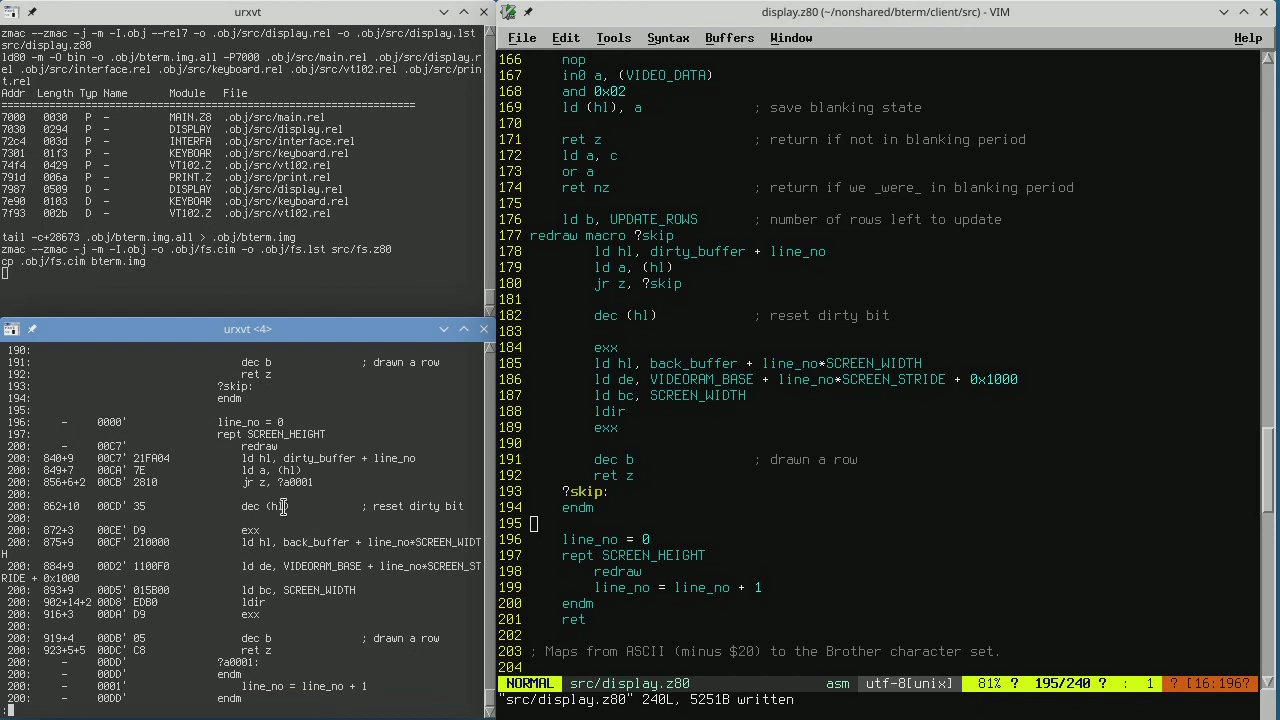 urxvt
zmac --zmac -j -m -I.obj --rel7 -o .obj/src/display.rel -o .obj/src/display.lst
src/display.z80
ld80 -m -O bin -o .obj/bterm.img.all -P7000 .obj/src/main.rel .obj/src/display.r
el .obj/src/interface.rel .obj/src/keyboard.rel .obj/src/vt102.rel .obj/src/prin
t.rel
Addr  Length Typ Name       Module   File
================================================================
7000   0030  P  -       MAIN.Z8  .obj/src/main.rel
7030   0294  P  -       DISPLAY  .obj/src/display.rel
72c4   003d  P  -       INTERFA  .obj/src/interface.rel
7301   01f3  P  -       KEYBOAR  .obj/src/keyboard.rel
74f4   0429  P  -       VT102.Z  .obj/src/vt102.rel
791d   006a  P  -       PRINT.Z  .obj/src/print.rel
7987   0509  D  -       DISPLAY  .obj/src/display.rel
7e90   0103  D  -       KEYBOAR  .obj/src/keyboard.rel
7f93   002b  D  -       VT102.Z  .obj/src/vt102.rel
tail -c+28673 .obj/bterm.img.all > .obj/bterm.img
zmac --zmac -j -m -I.obj -o .obj/fs.cim -o .obj/fs.lst src/fs.z80
cp .obj/fs.cim bterm.img
urxvt <4>
190:
191:                dec b               ; drawn a row
192:                ret z
193:            ?skip:
194:            endm
195:
196:    -    0000'      line_no = 0
197:            rept SCREEN_HEIGHT
200:    -    00C7'          redraw
200:  840+9    00C7' 21FA04     ld hl, dirty_buffer + line_no
200:  849+7    00CA' 7E         ld a, (hl)
200:  856+6+2  00CB' 2810       jr z, ?a0001
200:
200:  862+10   00CD' 35         dec (hl)            ; reset dirty bit
200:
200:  872+3    00CE' D9         exx
200:  875+9    00CF' 210000     ld hl, back_buffer + line_no*SCREEN_WIDT
H
200:  884+9    00D2' 1100F0     ld de, VIDEORAM_BASE + line_no*SCREEN_ST
RIDE + 0x1000
200:  893+9    00D5' 015B00     ld bc, SCREEN_WIDTH
200:  902+14+2 00D8' EDB0       ldir
200:  916+3    00DA' D9         exx
200:
200:  919+4    00DB' 05         dec b               ; drawn a row
200:  923+5+5  00DC' C8         ret z
200:    -    00DD'      ?a0001:
200:    -    00DD'      endm
200:    -    0001'          line_no = line_no + 1
200:    -    00DD'      endm
:
display.z80 (~/nonshared/bterm/client/src) - VIM
File Edit Tools Syntax Buffers Window Help
166     nop
167     in0 a, (VIDEO_DATA)
168     and 0x02
169     ld (hl), a              ; save blanking state
170
171     ret z                   ; return if not in blanking period
172     ld a, c
173     or a
174     ret nz                  ; return if we _were_ in blanking period
175
176     ld b, UPDATE_ROWS       ; number of rows left to update
177 redraw macro ?skip
178         ld hl, dirty_buffer + line_no
179         ld a, (hl)
180         jr z, ?skip
181
182         dec (hl)            ; reset dirty bit
183
184         exx
185         ld hl, back_buffer + line_no*SCREEN_WIDTH
186         ld de, VIDEORAM_BASE + line_no*SCREEN_STRIDE + 0x1000
187         ld bc, SCREEN_WIDTH
188         ldir
189         exx
190
191         dec b               ; drawn a row
192         ret z
193     ?skip:
194     endm
195
196     line_no = 0
197     rept SCREEN_HEIGHT
198         redraw
199         line_no = line_no + 1
200     endm
201     ret
202
203 ; Maps from ASCII (minus $20) to the Brother character set.
204
NORMAL src/display.z80 asm utf-8[unix] 81% ? 195/240 ? : 1 ? [16:196?
"src/display.z80" 240L, 5251B written